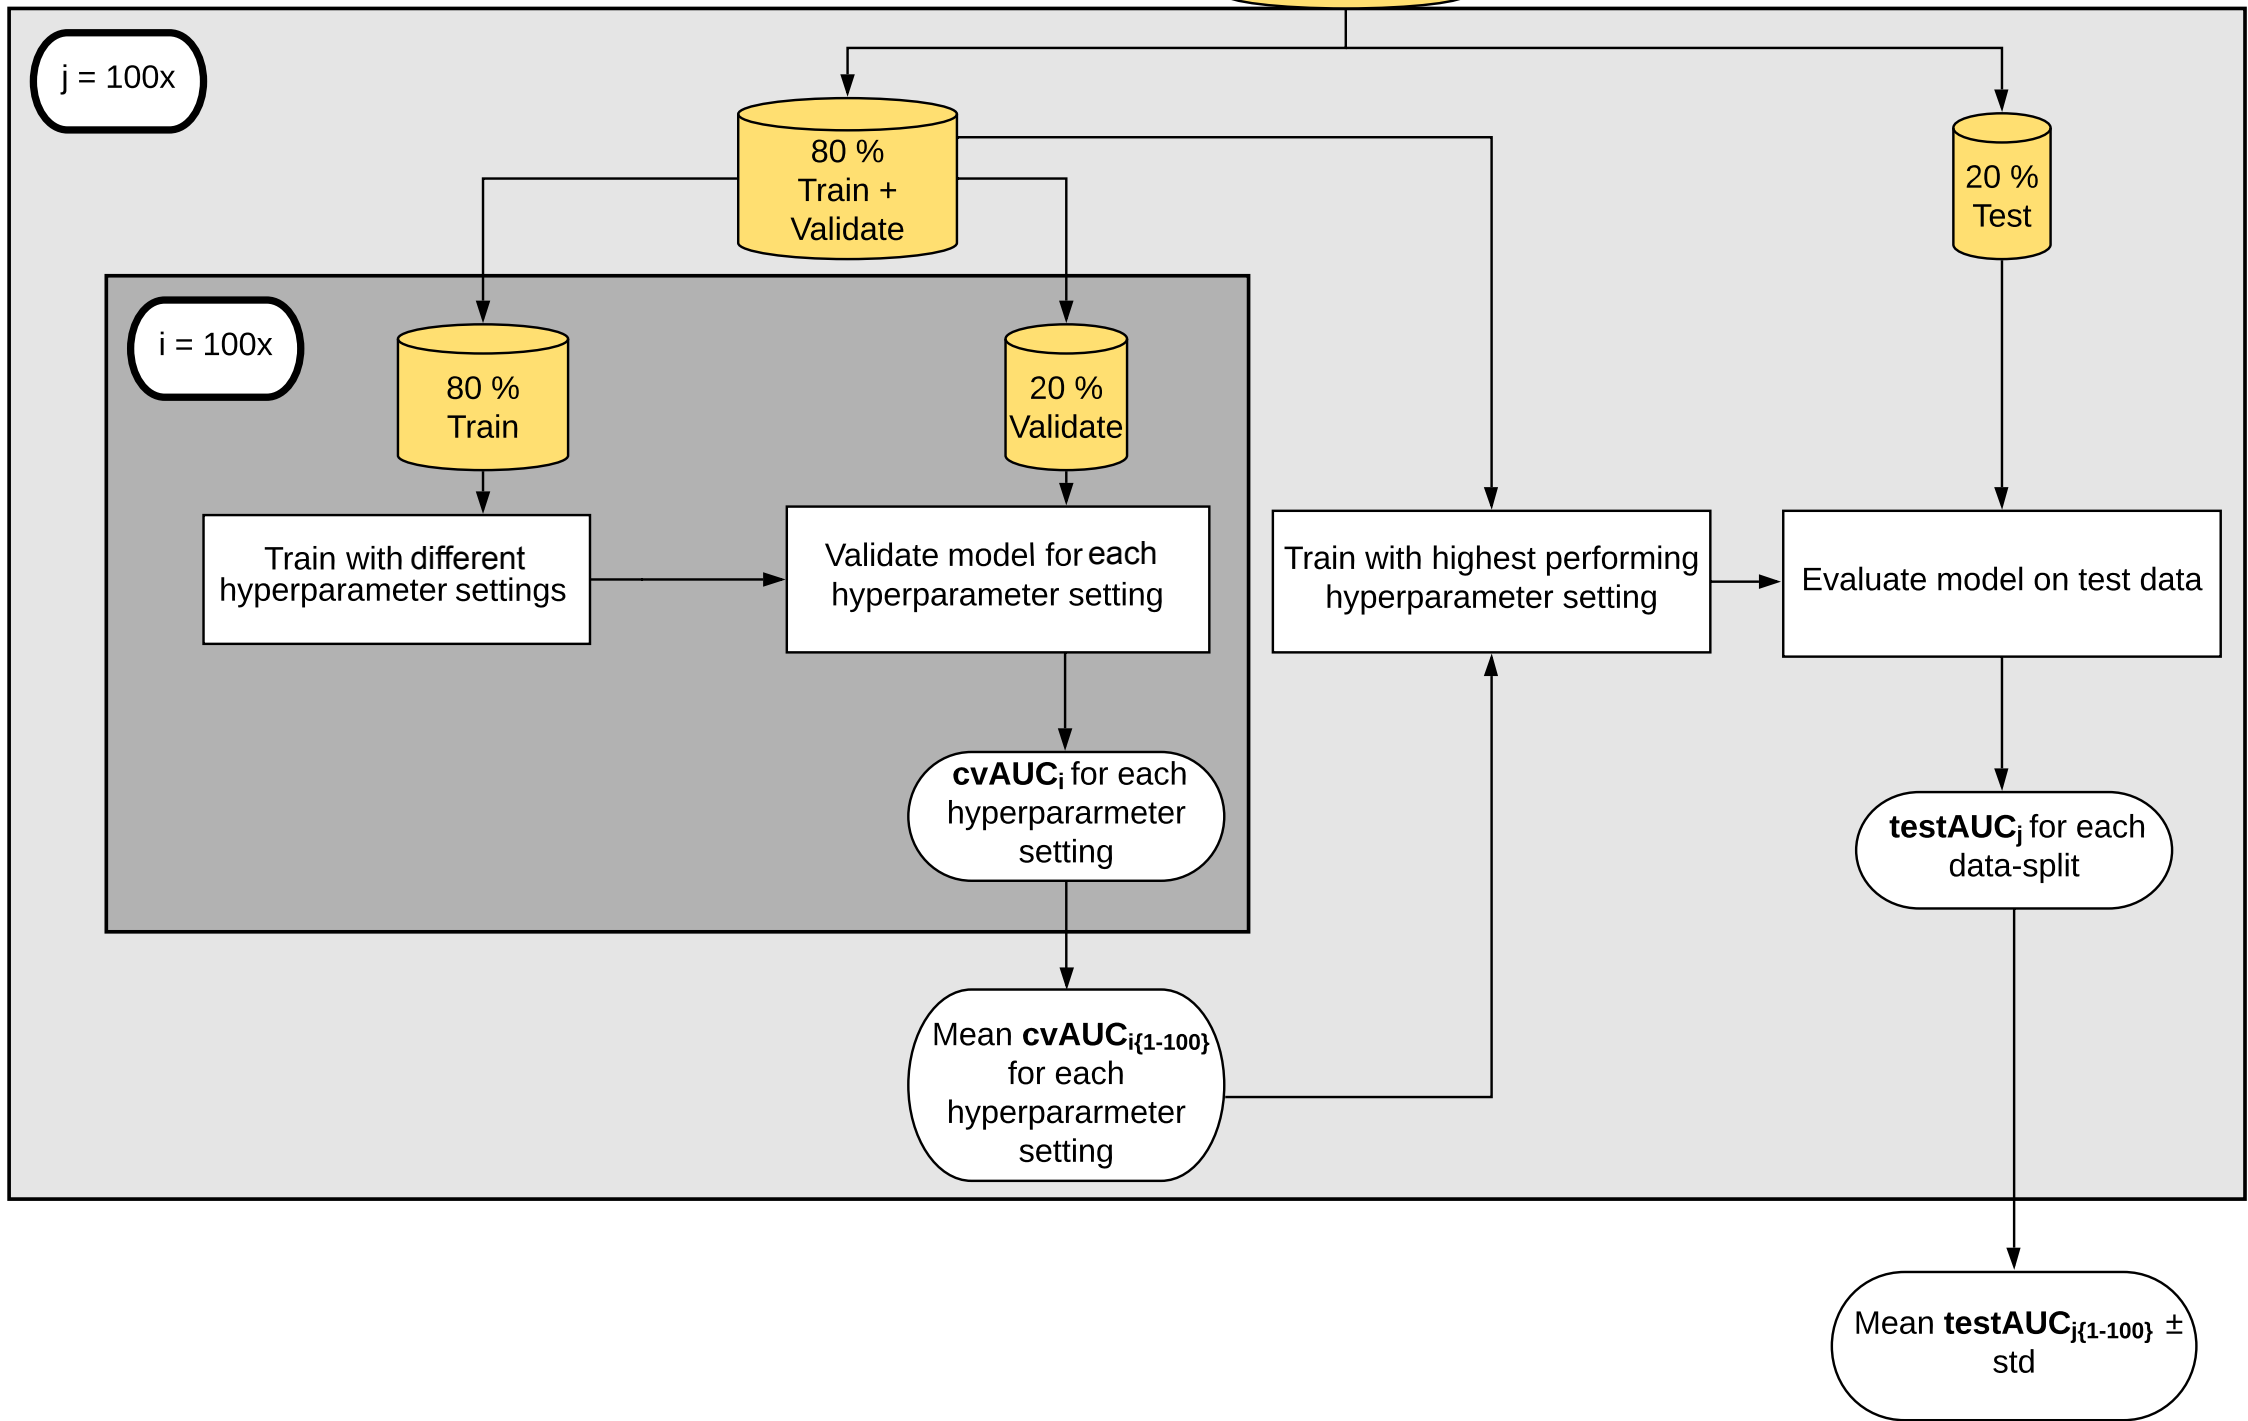 j = 100x
80 %
Train +
Validate
20 %
Test
i = 100x
80 %
Train
20 %
Validate
Train with different
hyperparameter settings
Validate model for each
hyperparameter setting
Train with highest performing
hyperparameter setting
Evaluate model on test data
cvAUCi for each
hyperpararmeter
setting
testAUCj for each
data-split
Mean cvAUCi{1-100}
for each
hyperpararmeter
setting
Mean testAUCj{1-100} ±
std